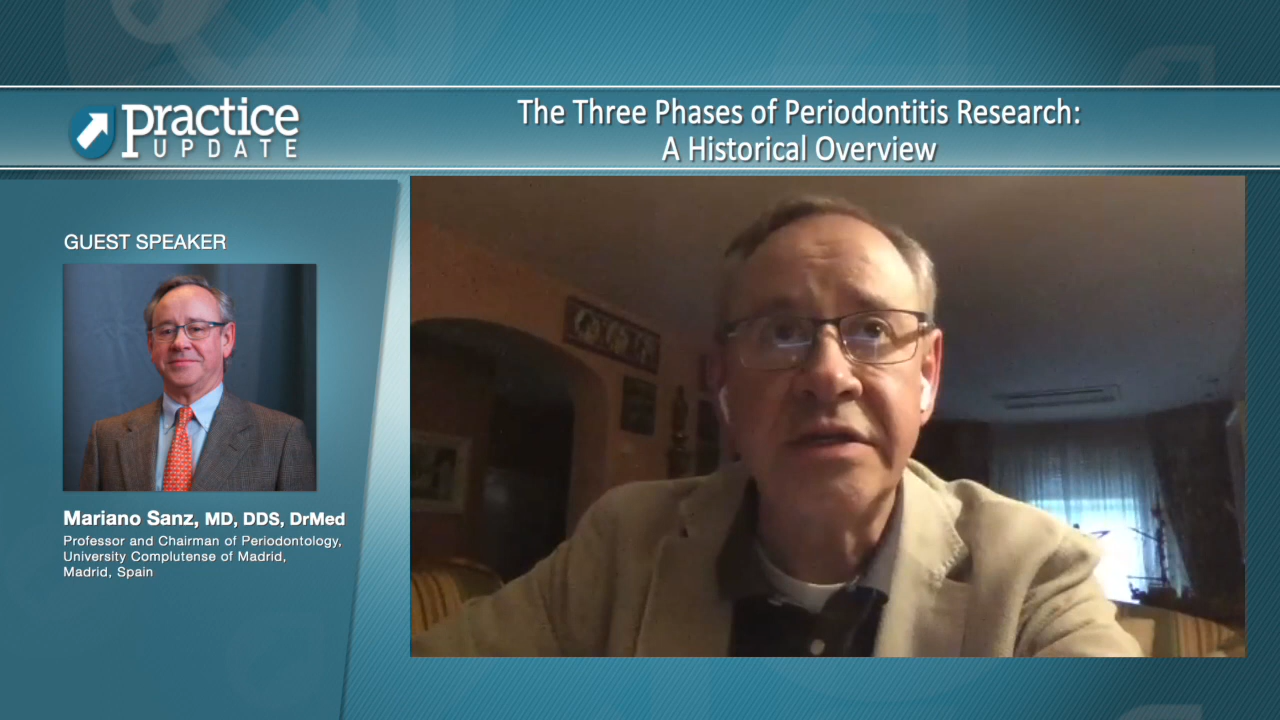 practice
UPDATE
The Three Phases of Periodontitis Research:
A Historical Overview
GUEST SPEAKER
Mariano Sanz, MD, DDS, DrMed
Professor and Chairman of Periodontology,
University Complutense of Madrid,
Madrid, Spain